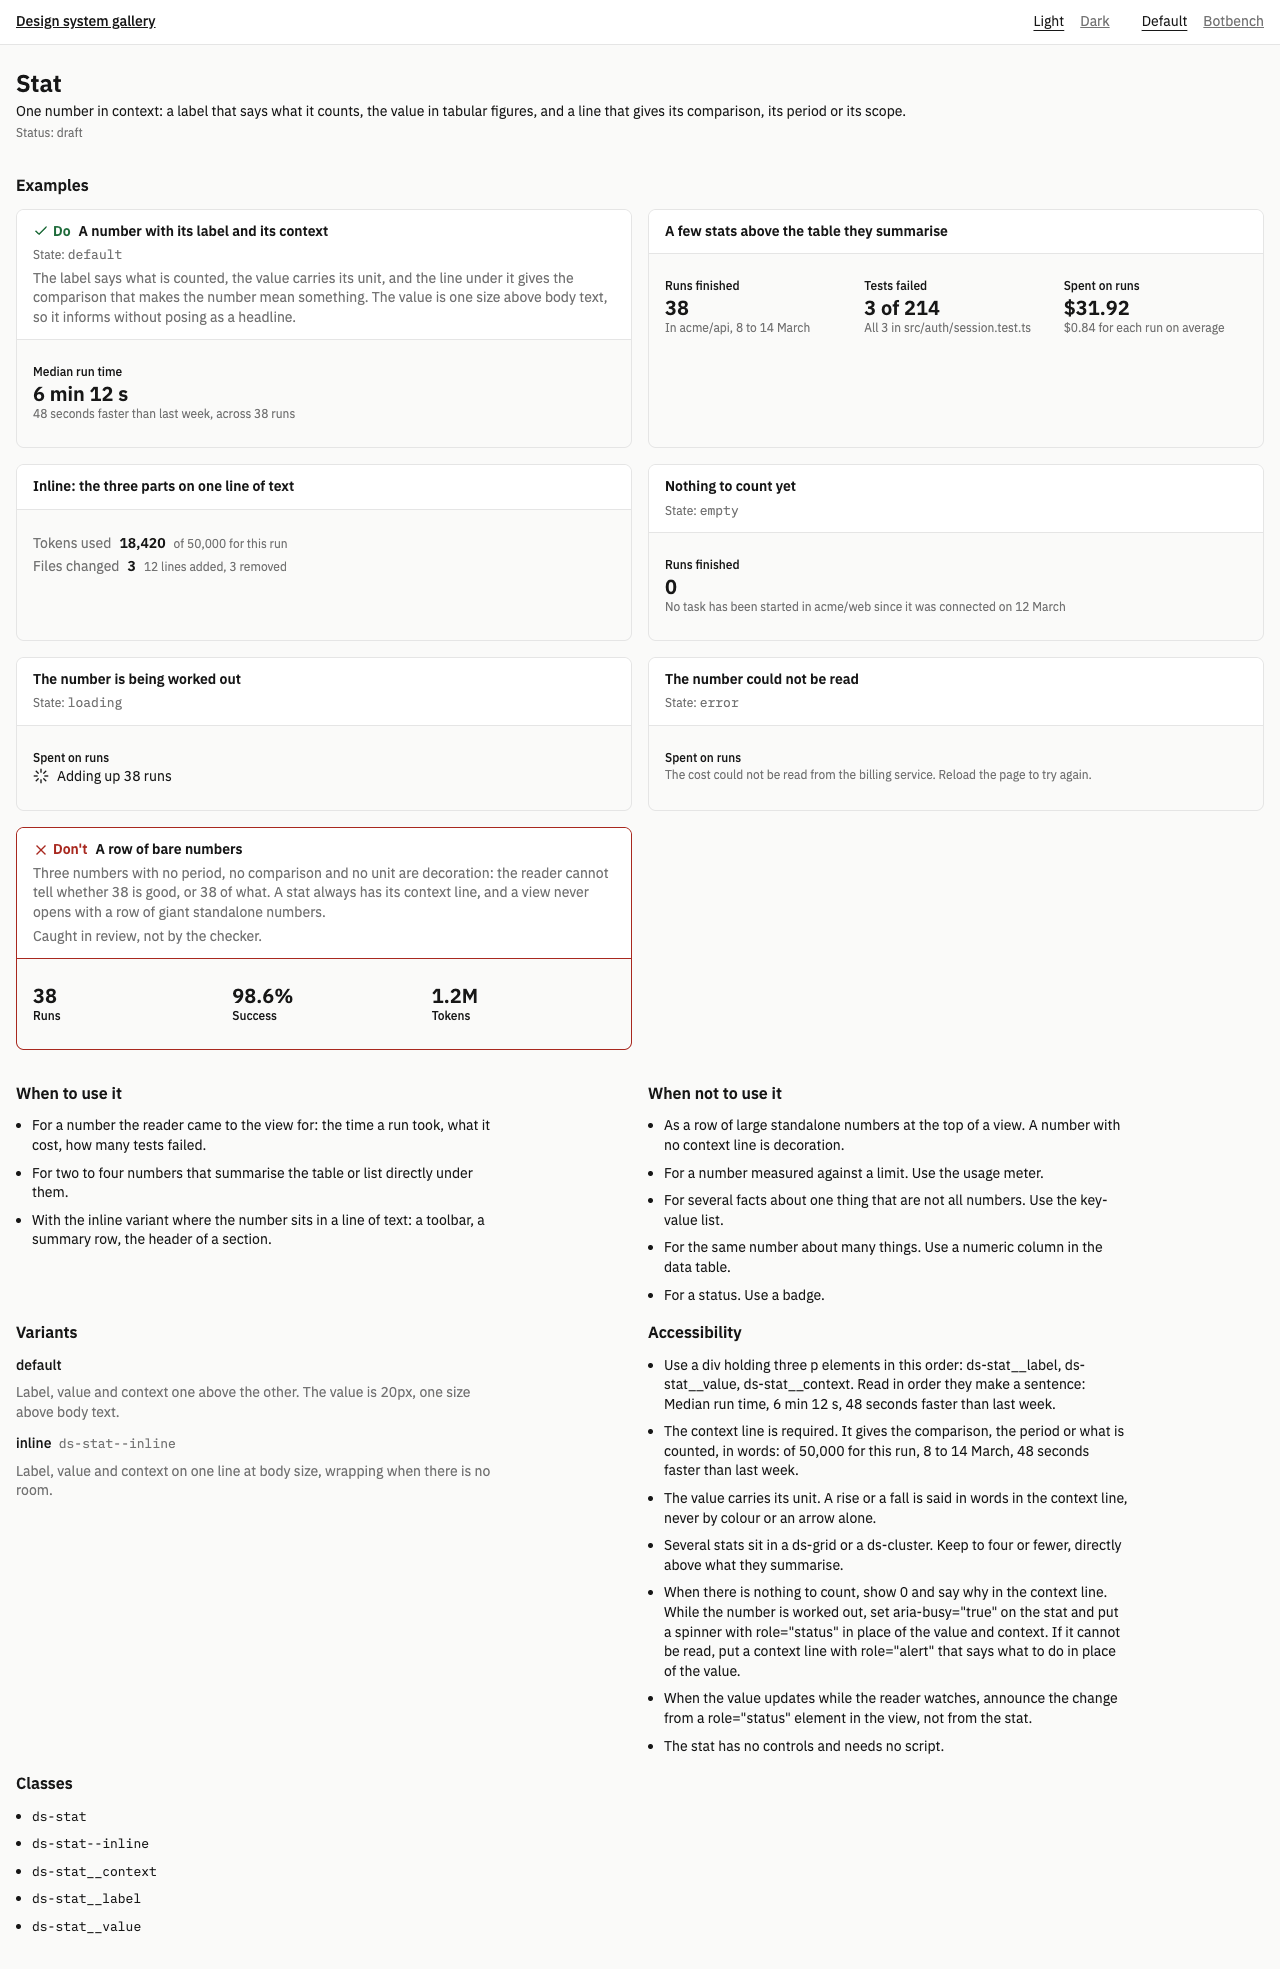 Design system gallery
Light Dark Default Botbench
Stat
One number in context: a label that says what it counts, the value in tabular figures, and a line that gives its comparison, its period or its scope.
Status: draft
Examples
Do A number with its label and its context
State: default
The label says what is counted, the value carries its unit, and the line under it gives the
comparison that makes the number mean something. The value is one size above body text,
so it informs without posing as a headline.
Median run time
6 min 12 s
48 seconds faster than last week, across 38 runs
A few stats above the table they summarise
Runs finished
38
In acme/api, 8 to 14 March
Tests failed
3 of 214
All 3 in src/auth/session.test.ts
Spent on runs
$31.92
$0.84 for each run on average
Inline: the three parts on one line of text
Tokens used 18,420 of 50,000 for this run
Files changed 3 12 lines added, 3 removed
Nothing to count yet
State: empty
Runs finished
0
No task has been started in acme/web since it was connected on 12 March
The number is being worked out
State: loading
Spent on runs
Adding up 38 runs
The number could not be read
State: error
Spent on runs
The cost could not be read from the billing service. Reload the page to try again.
Don't A row of bare numbers
Three numbers with no period, no comparison and no unit are decoration: the reader cannot
tell whether 38 is good, or 38 of what. A stat always has its context line, and a view never
opens with a row of giant standalone numbers.
Caught in review, not by the checker.
38
Runs
98.6%
Success
1.2M
Tokens
When to use it
For a number the reader came to the view for: the time a run took, what it
cost, how many tests failed.
For two to four numbers that summarise the table or list directly under
them.
With the inline variant where the number sits in a line of text: a toolbar, a
summary row, the header of a section.
When not to use it
As a row of large standalone numbers at the top of a view. A number with
no context line is decoration.
For a number measured against a limit. Use the usage meter.
For several facts about one thing that are not all numbers. Use the key-
value list.
For the same number about many things. Use a numeric column in the
data table.
For a status. Use a badge.
Variants
default
Label, value and context one above the other. The value is 20px, one size
above body text.
inline ds-stat--inline
Label, value and context on one line at body size, wrapping when there is no
room.
Accessibility
Use a div holding three p elements in this order: ds-stat__label, ds-
stat__value, ds-stat__context. Read in order they make a sentence:
Median run time, 6 min 12 s, 48 seconds faster than last week.
The context line is required. It gives the comparison, the period or what is
counted, in words: of 50,000 for this run, 8 to 14 March, 48 seconds
faster than last week.
The value carries its unit. A rise or a fall is said in words in the context line,
never by colour or an arrow alone.
Several stats sit in a ds-grid or a ds-cluster. Keep to four or fewer, directly
above what they summarise.
When there is nothing to count, show 0 and say why in the context line.
While the number is worked out, set aria-busy="true" on the stat and put
a spinner with role="status" in place of the value and context. If it cannot
be read, put a context line with role="alert" that says what to do in place
of the value.
When the value updates while the reader watches, announce the change
from a role="status" element in the view, not from the stat.
The stat has no controls and needs no script.
Classes
ds-stat
ds-stat--inline
ds-stat__context
ds-stat__label
ds-stat__value